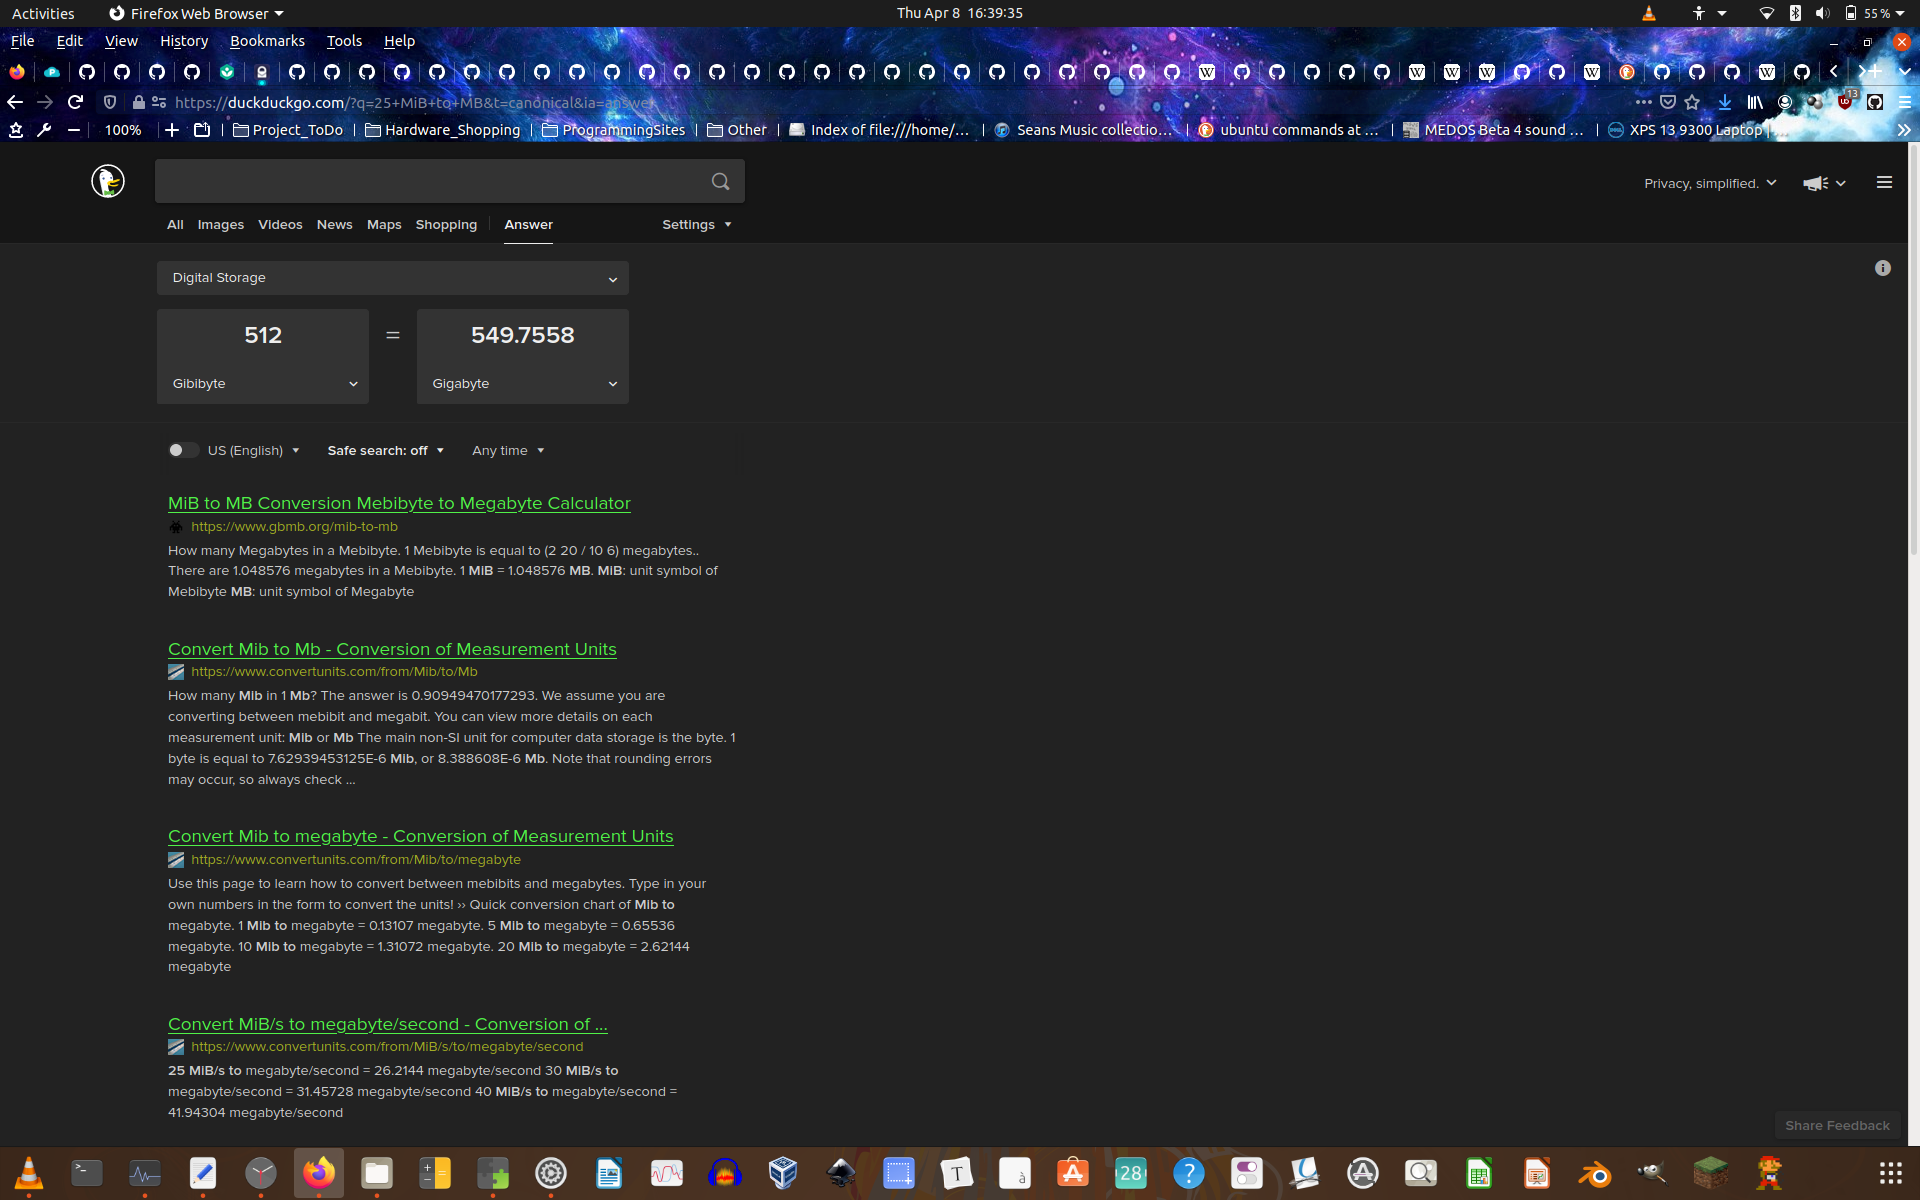 Activities Firefox Web Browser Thu Apr 8 16:39:35 55 %
File Edit View History Bookmarks Tools Help
https://duckduckgo.com/?q=25+MiB+to+MB&t=canonical&ia=answer 13
100% Project_ToDo Hardware_Shopping ProgrammingSites Other Index of file:///home/... Seans Music collectio... ubuntu commands at ... MEDOS Beta 4 sound ... XPS 13 9300 Laptop
Privacy, simplified.
All Images Videos News Maps Shopping Answer Settings
Digital Storage
512 = 549.7558
Gibibyte Gigabyte
US (English) Safe search: off Any time
MiB to MB Conversion Mebibyte to Megabyte Calculator
https://www.gbmb.org/mib-to-mb
How many Megabytes in a Mebibyte. 1 Mebibyte is equal to (2 20 / 10 6) megabytes..
There are 1.048576 megabytes in a Mebibyte. 1 MiB = 1.048576 MB. MiB: unit symbol of
Mebibyte MB: unit symbol of Megabyte
Convert Mib to Mb - Conversion of Measurement Units
https://www.convertunits.com/from/Mib/to/Mb
How many Mib in 1 Mb? The answer is 0.90949470177293. We assume you are
converting between mebibit and megabit. You can view more details on each
measurement unit: Mib or Mb The main non-SI unit for computer data storage is the byte. 1
byte is equal to 7.62939453125E-6 Mib, or 8.388608E-6 Mb. Note that rounding errors
may occur, so always check ...
Convert Mib to megabyte - Conversion of Measurement Units
https://www.convertunits.com/from/Mib/to/megabyte
Use this page to learn how to convert between mebibits and megabytes. Type in your
own numbers in the form to convert the units! ›› Quick conversion chart of Mib to
megabyte. 1 Mib to megabyte = 0.13107 megabyte. 5 Mib to megabyte = 0.65536
megabyte. 10 Mib to megabyte = 1.31072 megabyte. 20 Mib to megabyte = 2.62144
megabyte
Convert MiB/s to megabyte/second - Conversion of ...
https://www.convertunits.com/from/MiB/s/to/megabyte/second
25 MiB/s to megabyte/second = 26.2144 megabyte/second 30 MiB/s to
megabyte/second = 31.45728 megabyte/second 40 MiB/s to megabyte/second =
41.94304 megabyte/second
Share Feedback